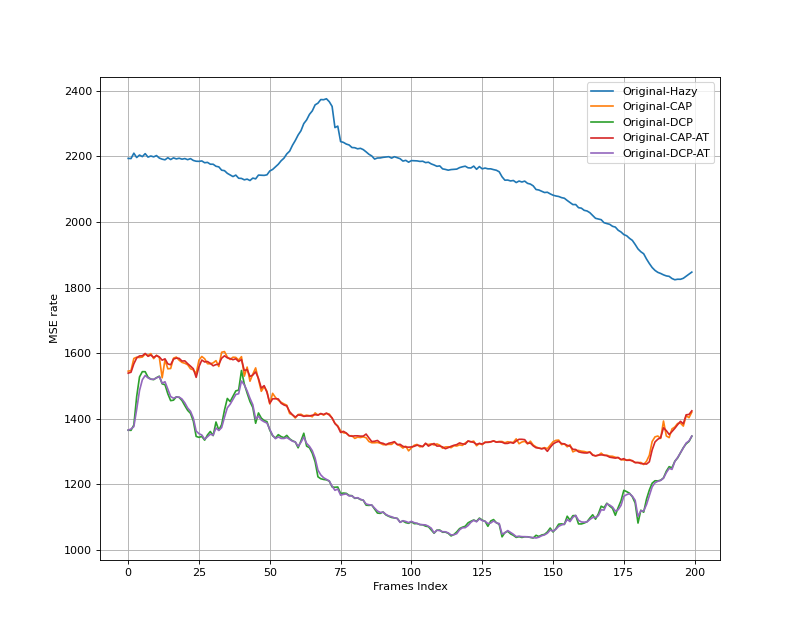 2400
2200
2000
1800
1600
1400
1200
1000
MSE rate
0
25
50
75
100
125
150
175
200
Frames Index
Original-Hazy
Original-CAP
Original-DCP
Original-CAP-AT
Original-DCP-AT